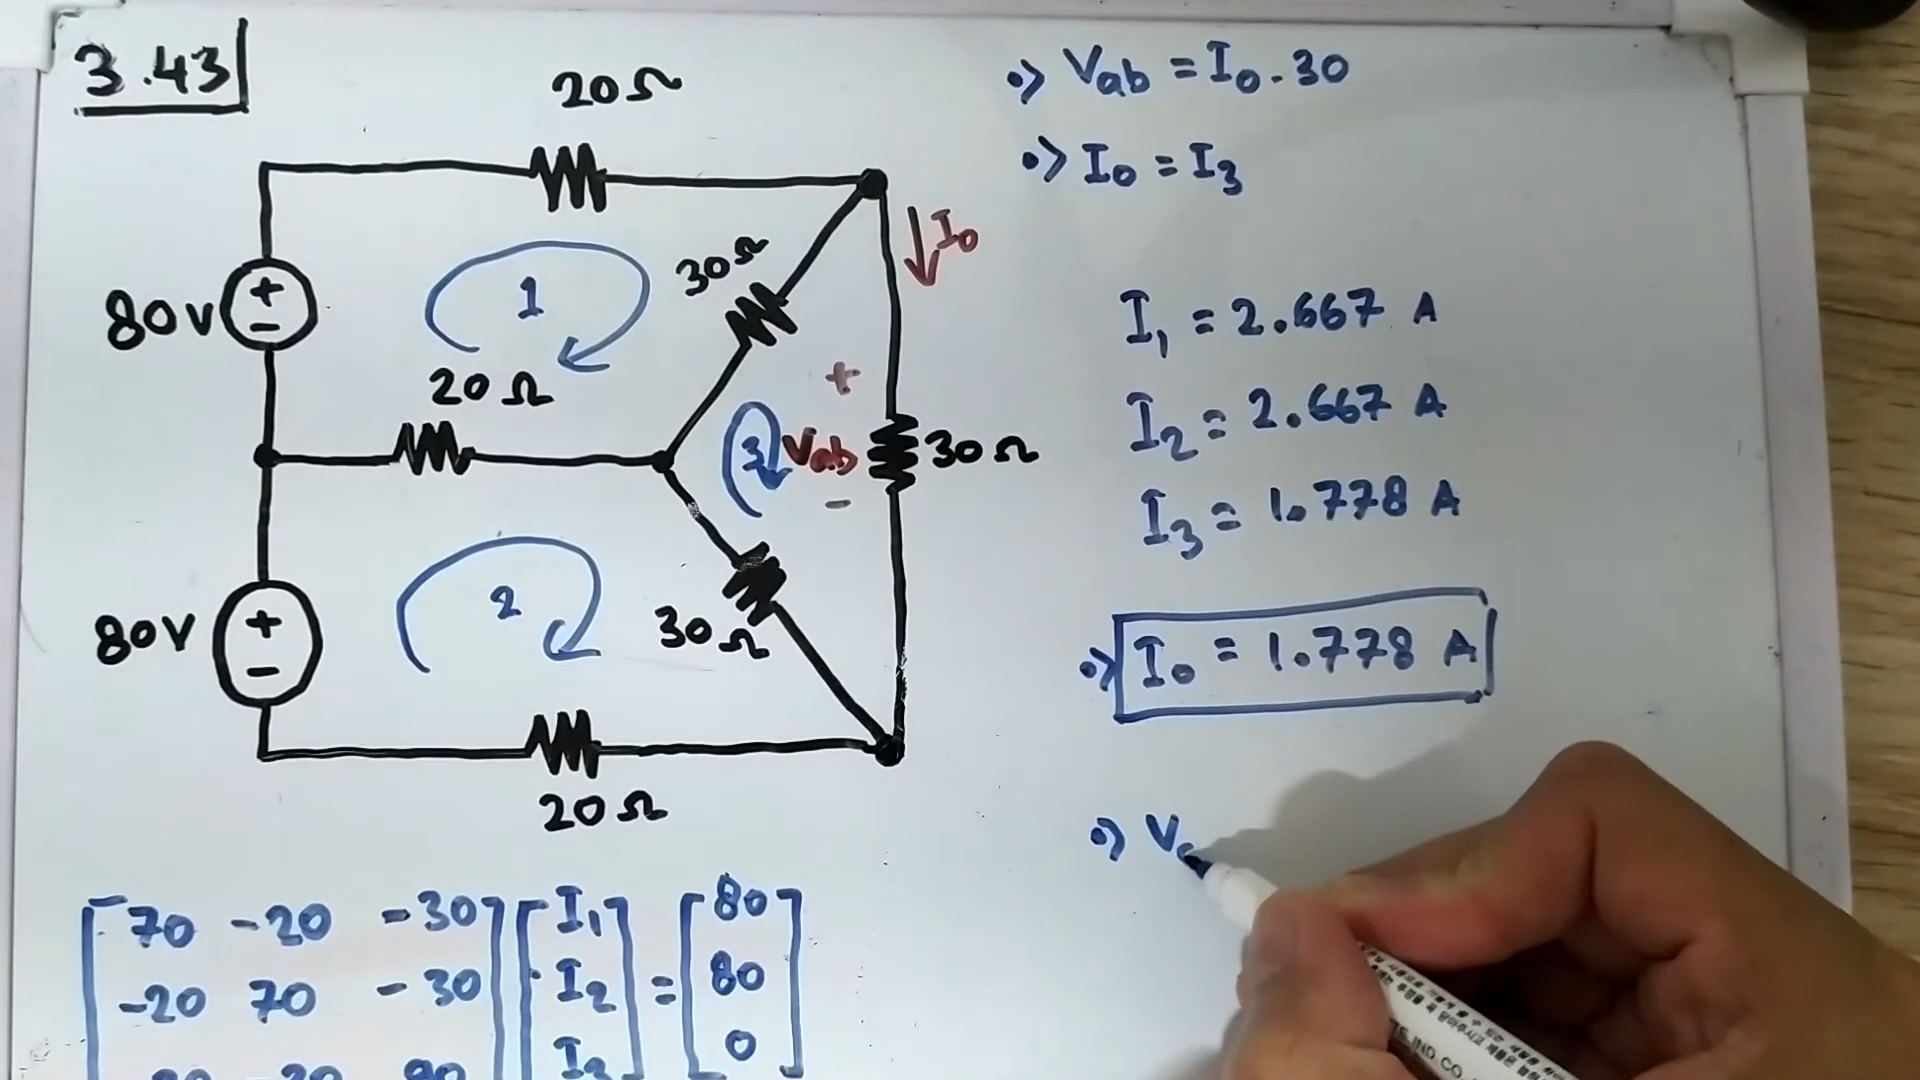 3.43
20Ω
Vab = I0 . 30
I0 = I3
I0
30Ω
80V
1
I1 = 2.667 A
20Ω
+
I2 = 2.667 A
3
Vab
30Ω
-
I3 = 1.778 A
2
80V
30Ω
I0 = 1.778 A
20Ω
70 -20 -30 I1 80
-20 70 -30 I2 = 80
I3 0